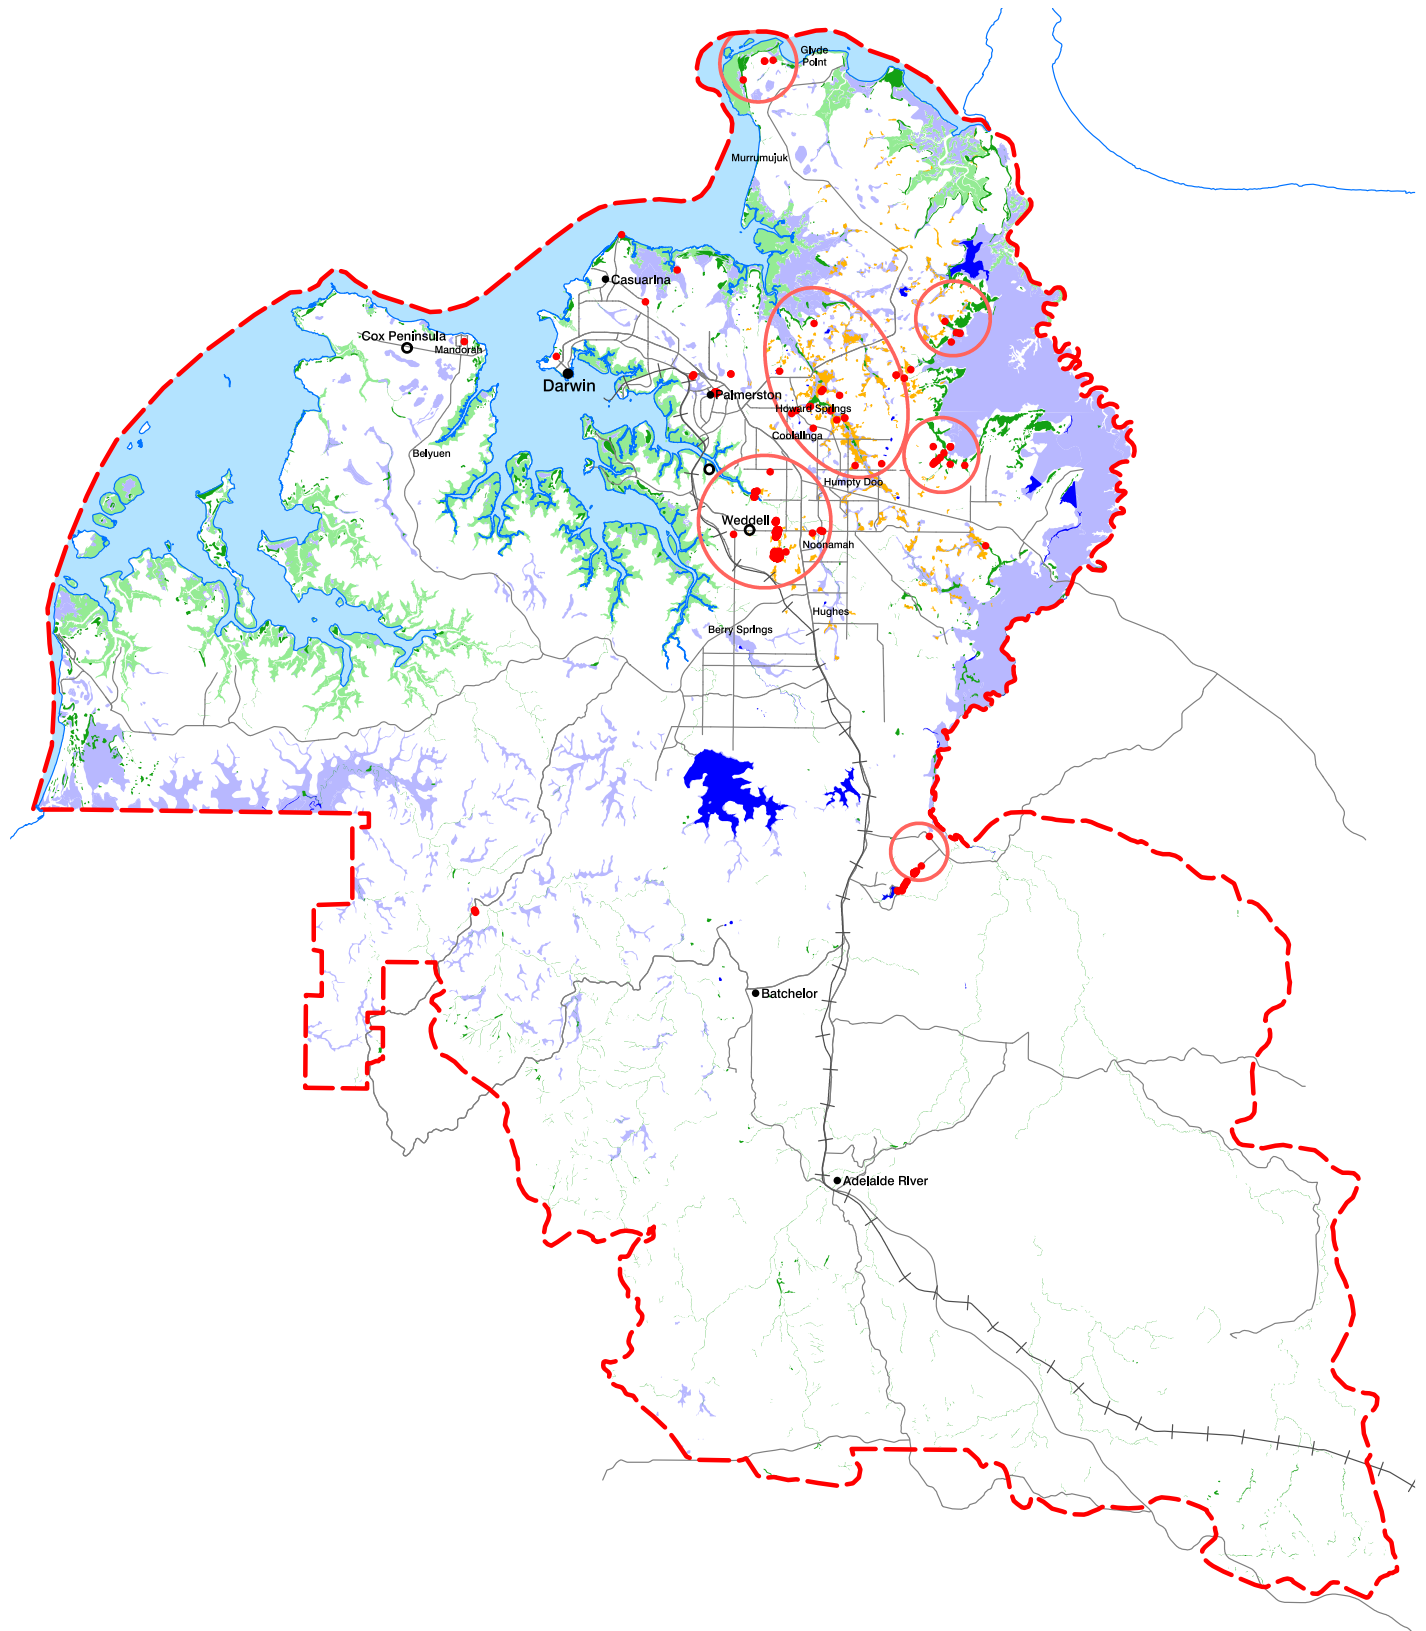 Glyde
Point
Murrumujuk
Casuarina
Cox Peninsula
Mandorah
Darwin
Palmerston
Howard Springs
Coolalinga
Belyuen
Humpty Doo
Weddell
Noonamah
Hughes
Berry Springs
Batchelor
Adelaide River